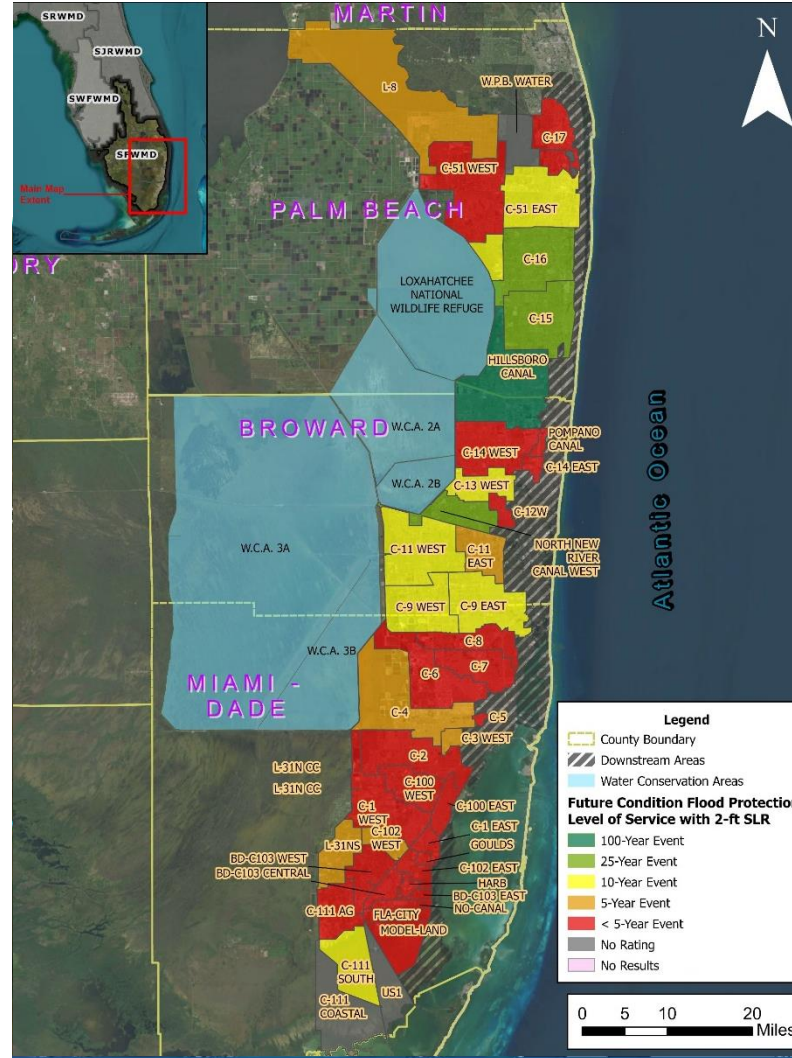 MARTIN
SRWMD
SJRWMD
SWFWMD
SFWMD
Main Map
Extent
N
W.P.B. WATER
L-8
C-17
C-51 WEST
PALM BEACH
C-51 EAST
C-16
LOXAHATCHEE
NATIONAL
WILDLIFE REFUGE
C-15
HILLSBORO
CANAL
BROWARD
W.C.A. 2A
POMPANO
CANAL
C-14 WEST
C-14 EAST
W.C.A. 2B
C-13 WEST
C-12W
NORTH NEW
RIVER
CANAL WEST
W.C.A. 3A
C-11 WEST
C-11
EAST
C-9 WEST
C-9 EAST
Atlantic Ocean
W.C.A. 3B
C-8
C-7
C-6
MIAMI -
DADE
C-4
C-5
C-3 WEST
C-2
L-31N CC
L-31N CC
C-100
WEST
C-100 EAST
C-1
WEST
C-1 EAST
C-102
WEST
L-31NS
GOULDS
BD-C103 WEST
BD-C103 CENTRAL
C-102 EAST
HARB
BD-C103 EAST
NO-CANAL
C-111 AG
FLA-CITY
MODEL-LAND
C-111
SOUTH
US1
C-111
COASTAL
Legend
County Boundary
Downstream Areas
Water Conservation Areas
Future Condition Flood Protection
Level of Service with 2-ft SLR
100-Year Event
25-Year Event
10-Year Event
5-Year Event
< 5-Year Event
No Rating
No Results
0 5 10 20
Miles